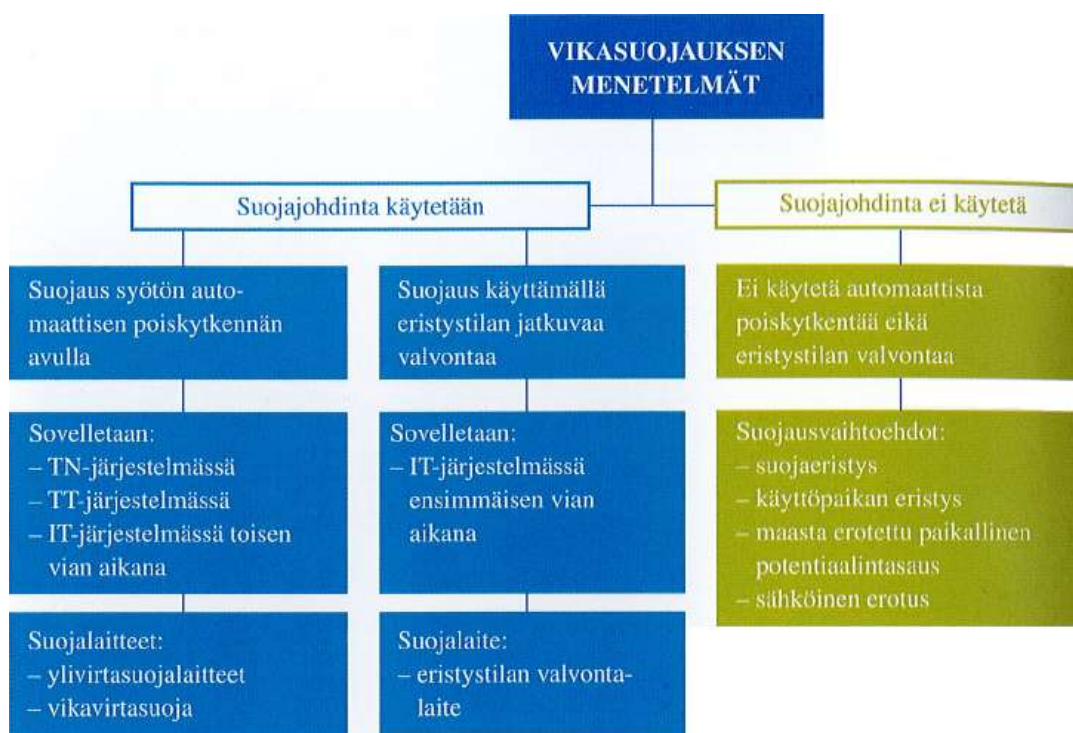 VIKASUOJAUKSEN
MENETELMÄT
Suojajohdinta käytetään
Suojajohdinta ei käytetä
Suojaus syötön auto-
maattisen poiskytkennän
avulla
Suojaus käyttämällä
eristystilan jatkuvaa
valvontaa
Ei käytetä automaattista
poiskytkentää eikä
eristystilan valvontaa
Sovelletaan:
– TN-järjestelmässä
– TT-järjestelmässä
– IT-järjestelmässä toisen
vian aikana
Sovelletaan:
– IT-järjestelmässä
ensimmäisen vian
aikana
Suojausvaihtoehdot:
– suojaeristys
– käyttöpaikan eristys
– maasta erotettu paikallinen
potentiaalintasaus
– sähköinen erotus
Suojalaitteet:
– ylivirtasuojalaitteet
– vikavirtasuoja
Suojalaite:
– eristystilan valvonta-
laite